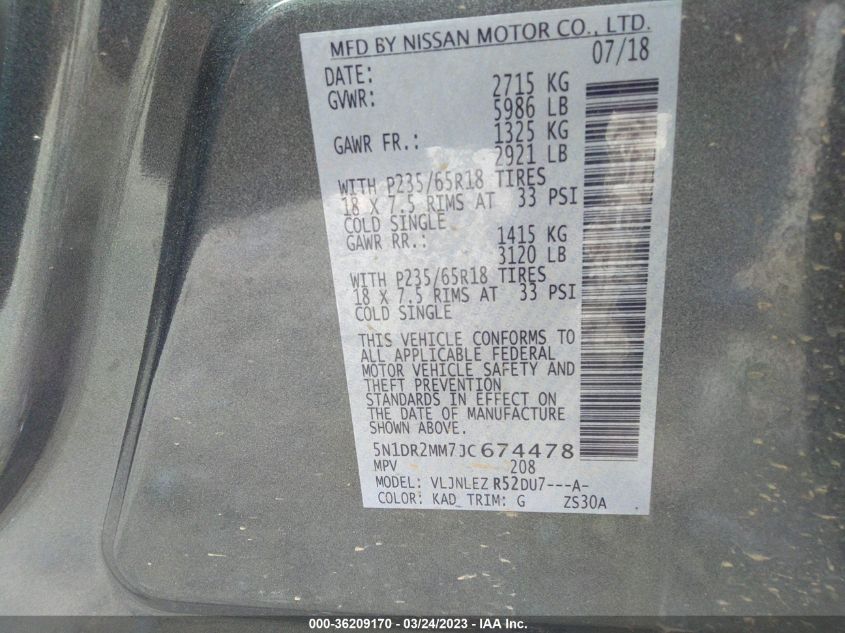 MFD BY NISSAN MOTOR CO., LTD.
DATE: 07/18
GVWR: 2715 KG
5986 LB
GAWR FR.: 1325 KG
2921 LB
WITH P235/65R18 TIRES
18 X 7.5 RIMS AT 33 PSI
COLD SINGLE
GAWR RR.: 1415 KG
3120 LB
WITH P235/65R18 TIRES
18 X 7.5 RIMS AT 33 PSI
COLD SINGLE
THIS VEHICLE CONFORMS TO
ALL APPLICABLE FEDERAL
MOTOR VEHICLE SAFETY AND
THEFT PREVENTION
STANDARDS IN EFFECT ON
THE DATE OF MANUFACTURE
SHOWN ABOVE.
5N1DR2MM7JC674478
MPV 208
MODEL: VLJNLEZ R52DU7---A-
COLOR: KAD TRIM: G ZS30A
000-36209170 - 03/24/2023 - IAA Inc.